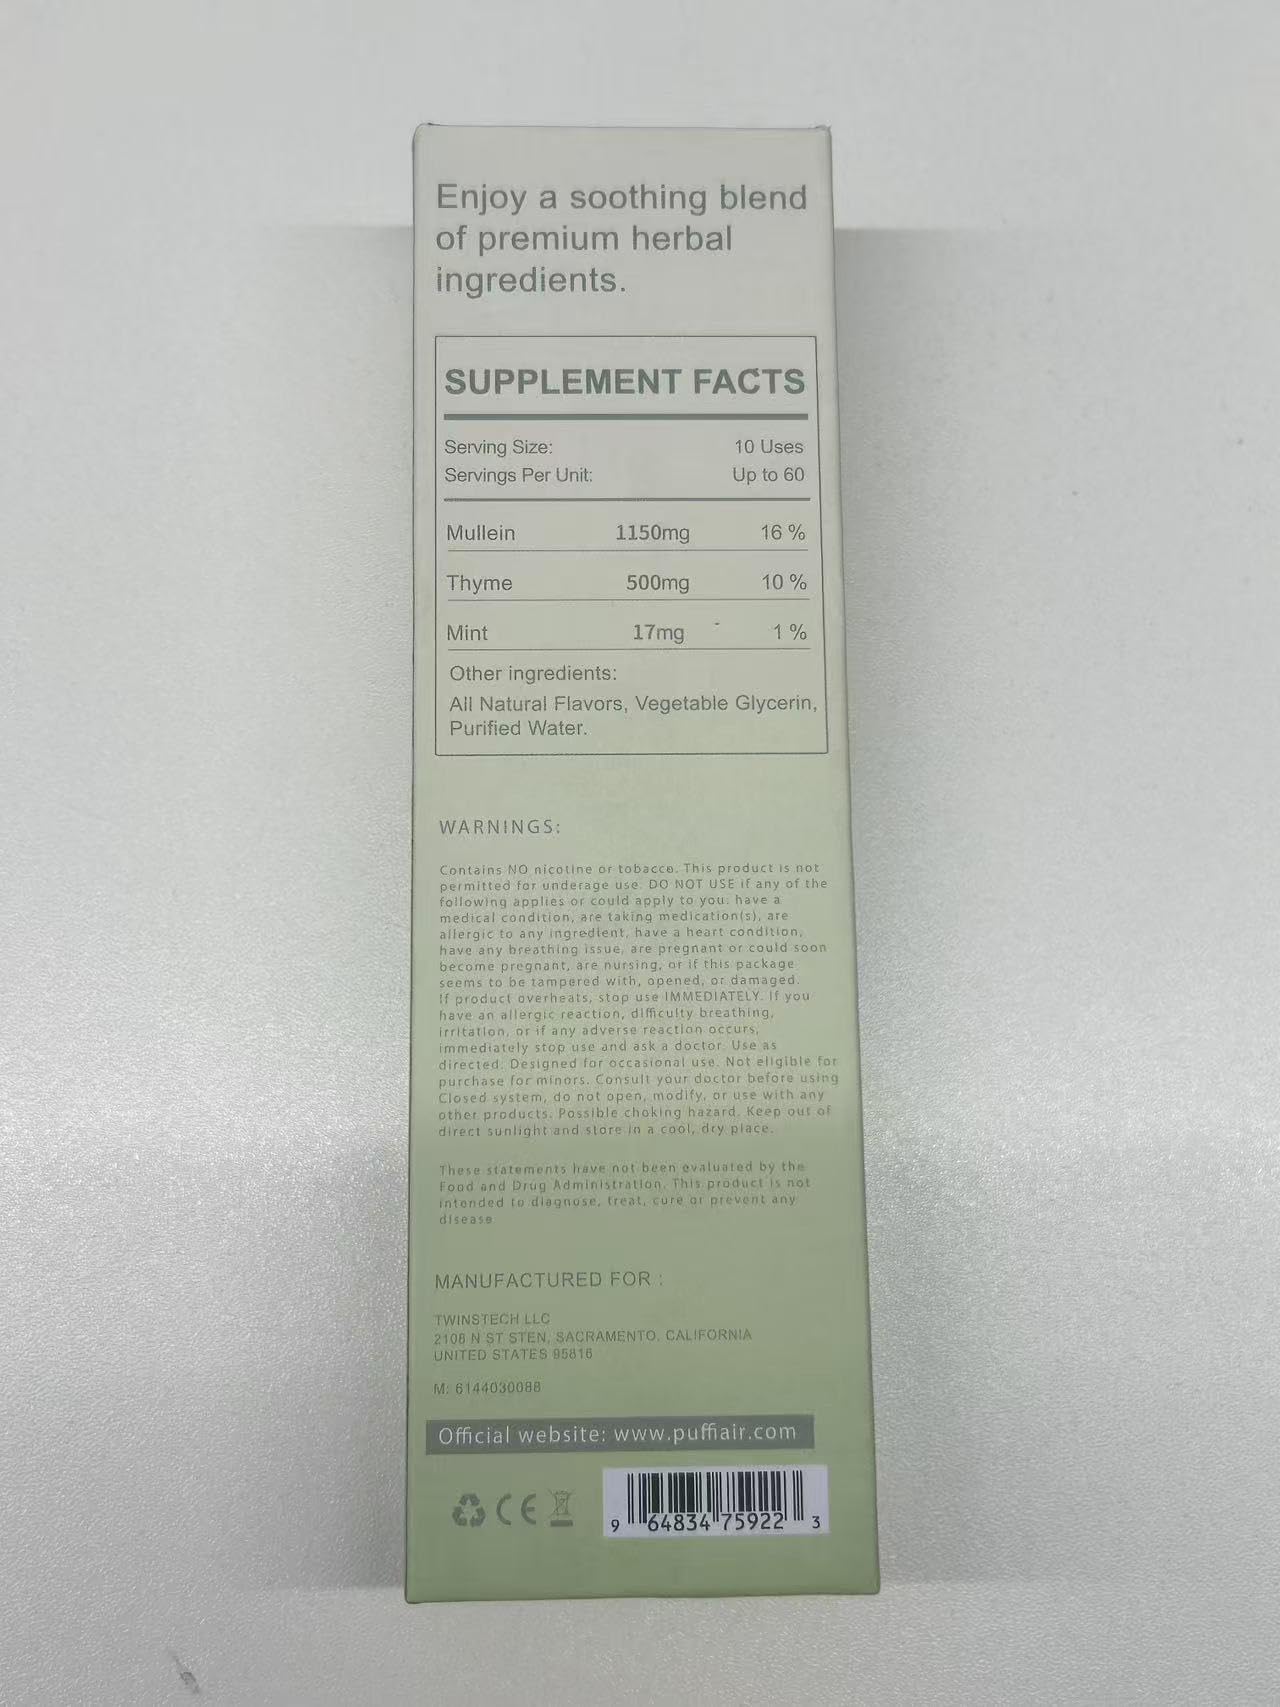 Enjoy a soothing blend
of premium herbal
ingredients.
SUPPLEMENT FACTS
Serving Size: 10 Uses
Servings Per Unit: Up to 60
Mullein 1150mg 16 %
Thyme 500mg 10 %
Mint 17mg 1 %
Other ingredients:
All Natural Flavors, Vegetable Glycerin,
Purified Water.
WARNINGS:
Contains NO nicotine or tobacco. This product is not
permitted for underage use. DO NOT USE if any of the
following applies or could apply to you: have a
medical condition, are taking medication(s), are
allergic to any ingredient, have a heart condition,
have any breathing issue, are pregnant or could soon
become pregnant, are nursing, or if this package
seems to be tampered with, opened, or damaged.
If product overheats, stop use IMMEDIATELY. If you
have an allergic reaction, difficulty breathing,
irritation, or if any adverse reaction occurs,
immediately stop use and ask a doctor. Use as
directed. Designed for occasional use. Not eligible for
purchase for minors. Consult your doctor before using
Closed system, do not open, modify, or use with any
other products. Possible choking hazard. Keep out of
direct sunlight and store in a cool, dry place.
These statements have not been evaluated by the
Food and Drug Administration. This product is not
intended to diagnose, treat, cure or prevent any
disease
MANUFACTURED FOR :
TWINSTECH LLC
2108 N ST STEN, SACRAMENTO, CALIFORNIA
UNITED STATES 95816
M: 6144030088
Official website: www.puffiair.com
CE
9 64834 75922 3